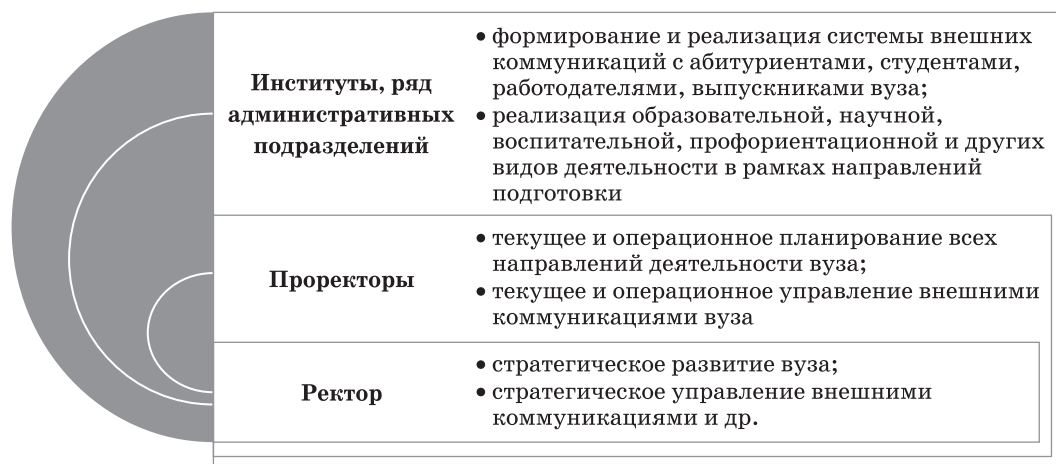 Институты, ряд
административных
подразделений
• формирование и реализация системы внешних
коммуникаций с абитуриентами, студентами,
работодателями, выпускниками вуза;
• реализация образовательной, научной,
воспитательной, профориентационной и других
видов деятельности в рамках направлений
подготовки
Проректоры
• текущее и операционное планирование всех
направлений деятельности вуза;
• текущее и операционное управление внешними
коммуникациями вуза
Ректор
• стратегическое развитие вуза;
• стратегическое управление внешними
коммуникациями и др.